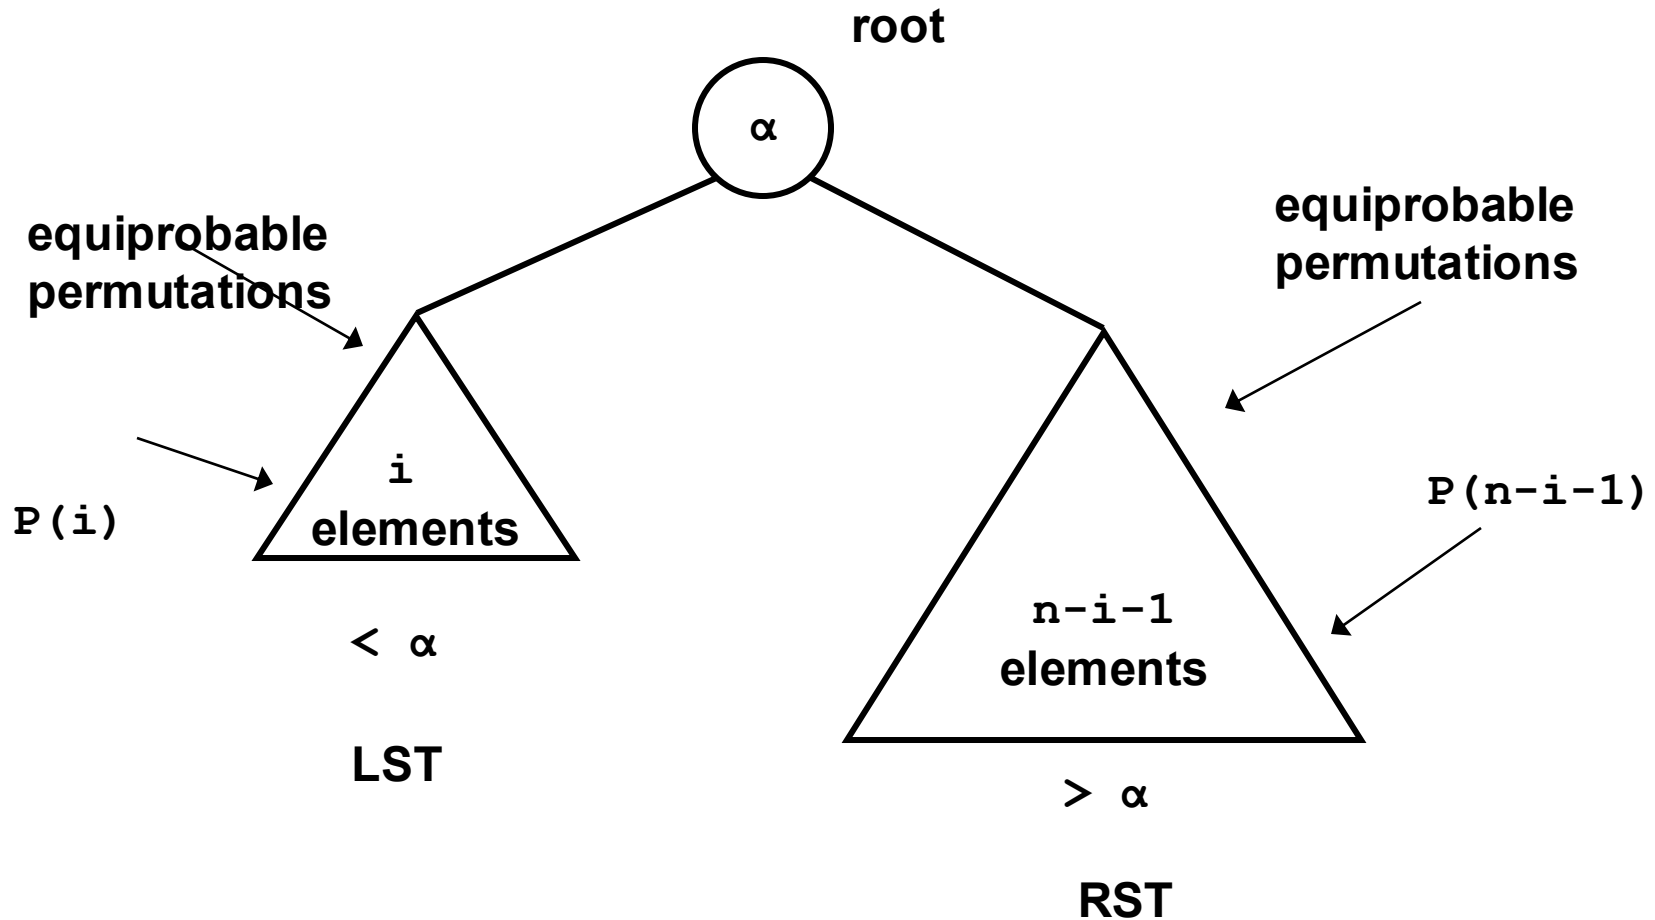 root
α
equiprobable
permutations
equiprobable
permutations
i
elements
P(i)
P(n-i-1)
n-i-1
elements
< α
LST
> α
RST